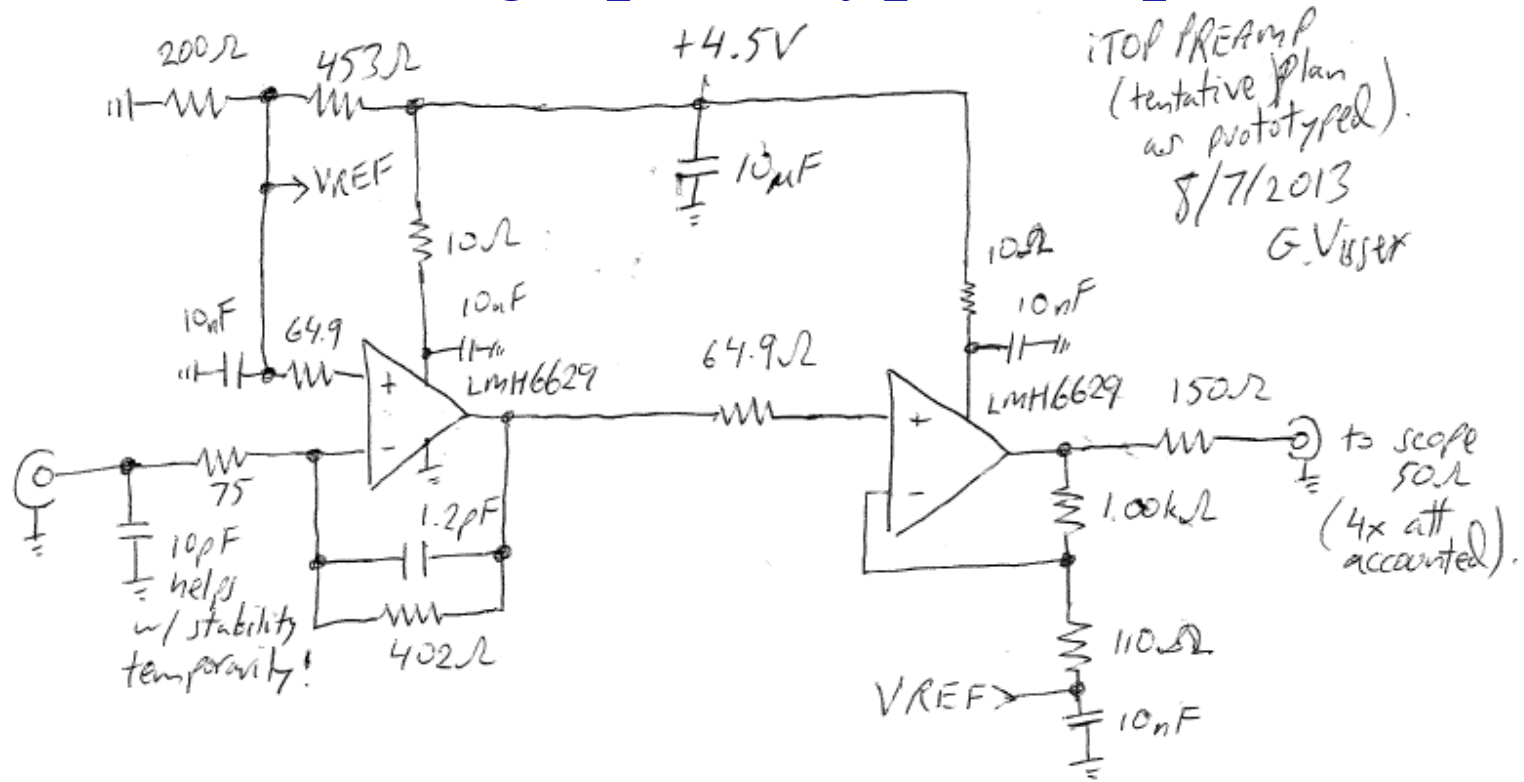 200Ω
453Ω
+4.5V
iTOP PREAMP
(tentative plan
as prototyped).
8/7/2013
G. Visser
VREF
10μF
10Ω
10Ω
10nF
64.9
10nF
10nF
LMH6629
64.9Ω
LMH6629
150Ω
+
-
+
-
to scope
50Ω
(4x att
accounted).
75
1.2pF
1.00kΩ
10pF
helps
w/ stability
temporarily!
402Ω
110Ω
VREF
10nF